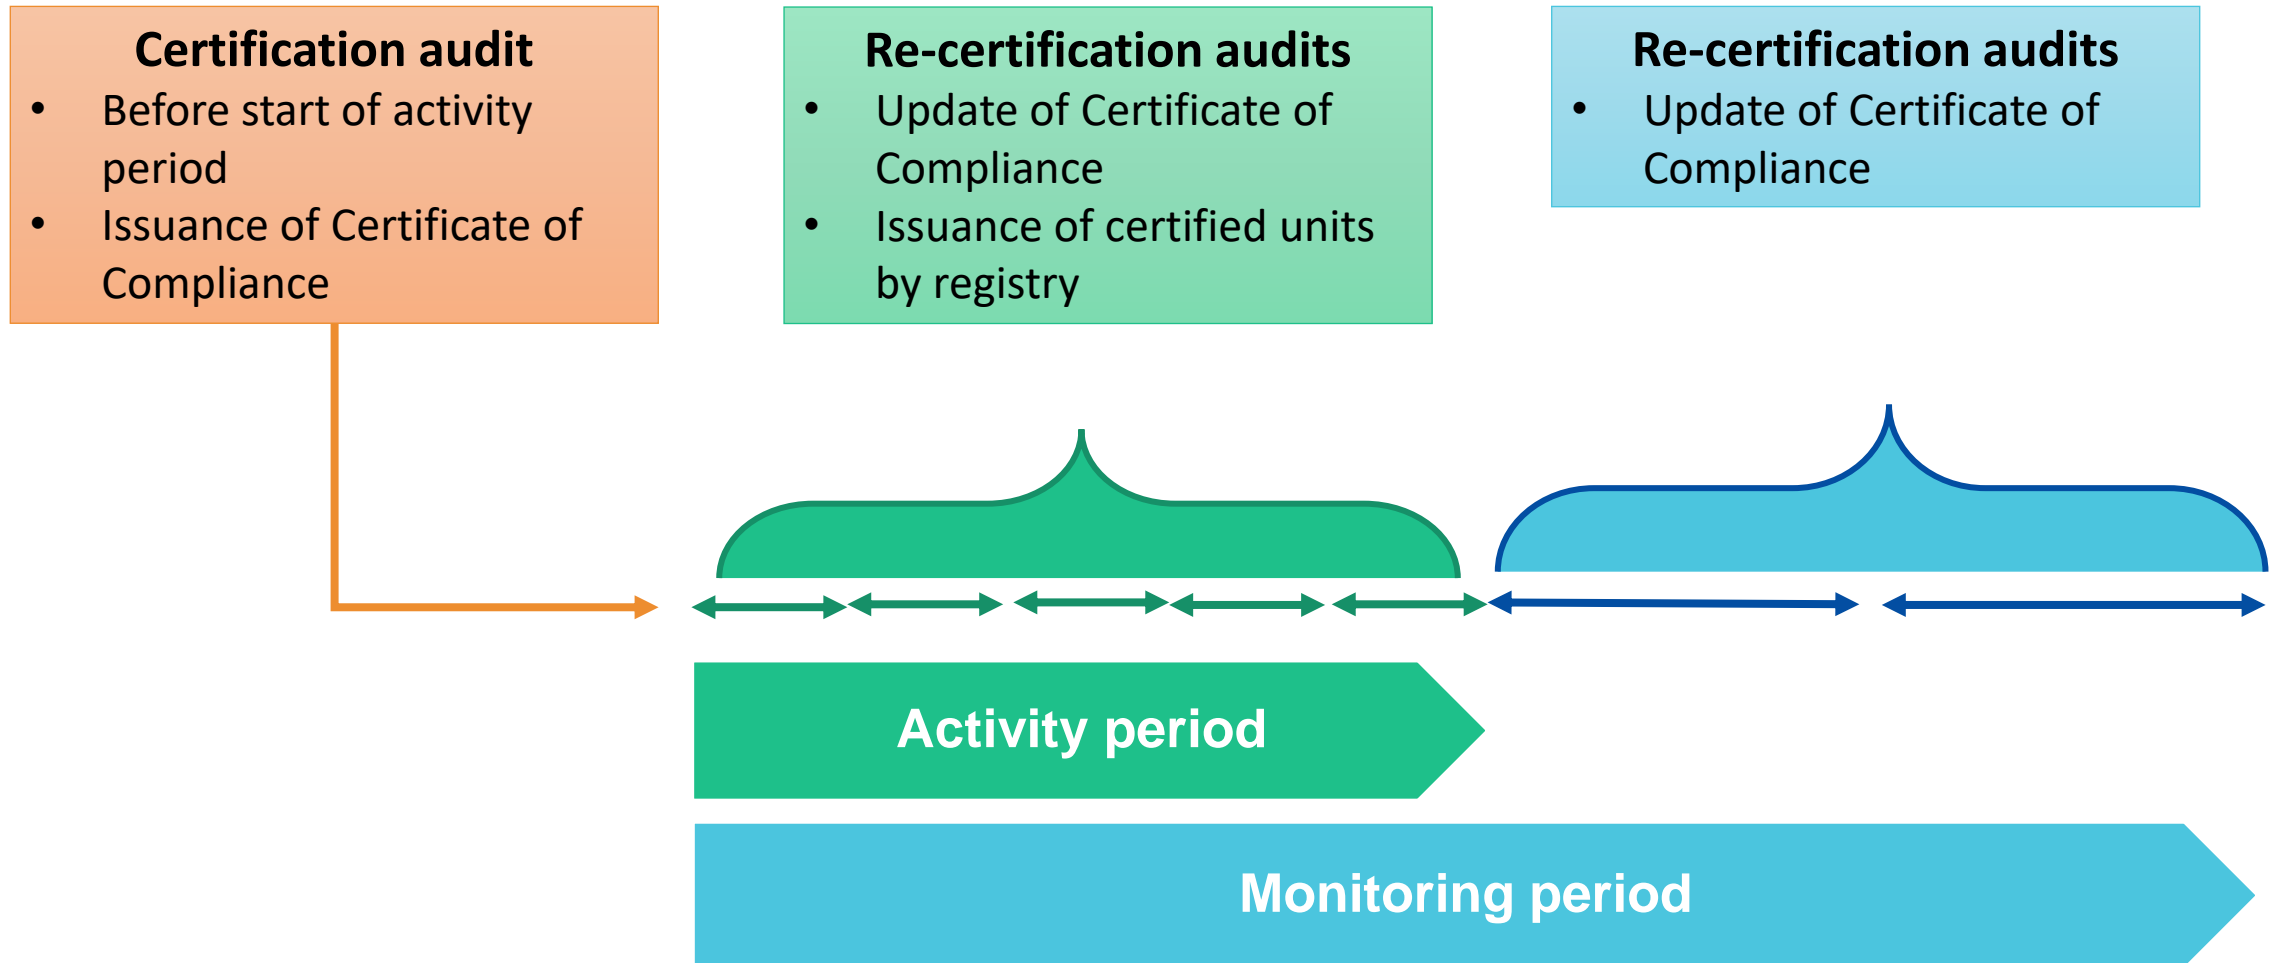 Certification audit
• Before start of activity
period
• Issuance of Certificate of
Compliance
Re-certification audits
• Update of Certificate of
Compliance
• Issuance of certified units
by registry
Re-certification audits
• Update of Certificate of
Compliance
Activity period
Monitoring period